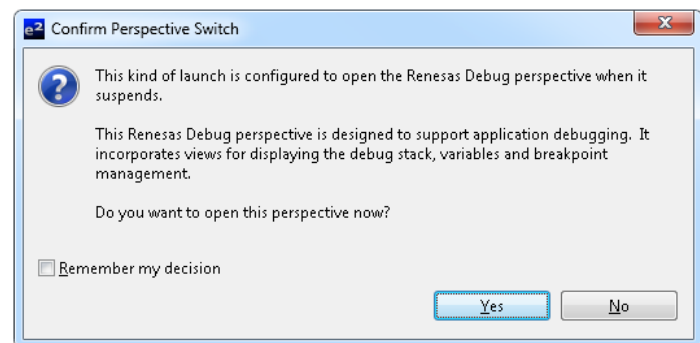 e² Confirm Perspective Switch
x
?
This kind of launch is configured to open the Renesas Debug perspective when it
suspends.
This Renesas Debug perspective is designed to support application debugging. It
incorporates views for displaying the debug stack, variables and breakpoint
management.
Do you want to open this perspective now?
Remember my decision
Yes No